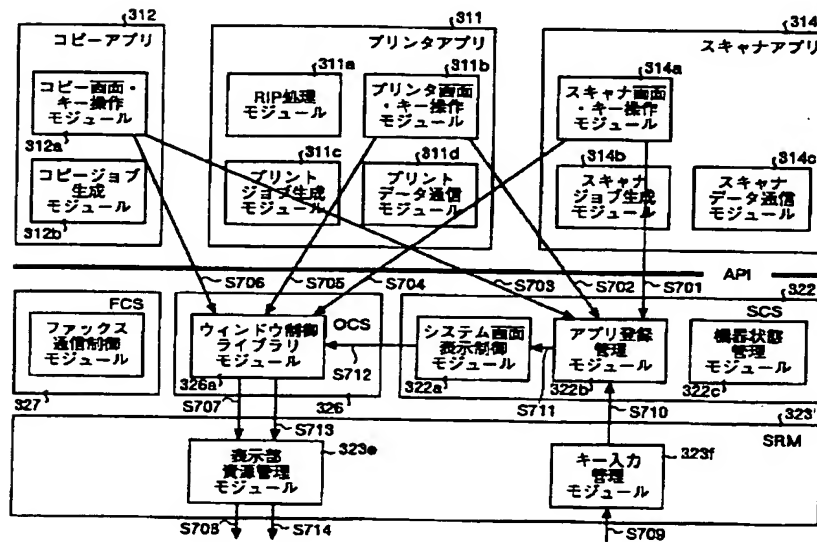 312
311
314
コピーアプリ
プリンタアプリ
スキャナアプリ
311a
311b
314a
コピー画面・
キー操作
モジュール
RIP処理
モジュール
プリンタ画面
・キー操作
モジュール
スキャナ画面
・キー操作
モジュール
312a
311c
311d
314b
314c
コピージョブ
生成
モジュール
プリント
ジョブ生成
モジュール
プリント
データ通信
モジュール
スキャナ
ジョブ生成
モジュール
スキャナ
データ通信
モジュール
312b
API
S706
S705
S704
S703
S702
S701
322
FCS
OCS
SCS
ファックス
通信制御
モジュール
ウィンドウ制御
ライブラリ
モジュール
システム画面
表示制御
モジュール
アプリ登録
管理
モジュール
機器状態
管理
モジュール
S712
326a
322a
322b
322c
327
S707
326
S711
S710
323
S713
SRM
表示部
資源管理
モジュール
323e
キー入力
管理
モジュール
323f
S708
S714
S709